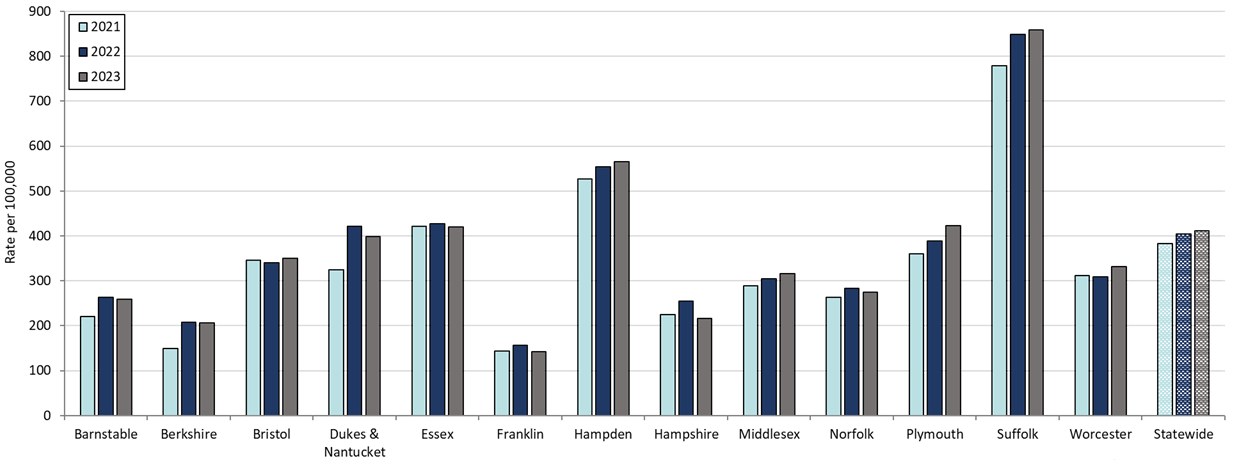 2021
2022
2023
900
800
700
600
500
400
300
200
100
0
Rate per 100,000
Barnstable
Berkshire
Bristol
Dukes &
Nantucket
Essex
Franklin
Hampden
Hampshire
Middlesex
Norfolk
Plymouth
Suffolk
Worcester
Statewide